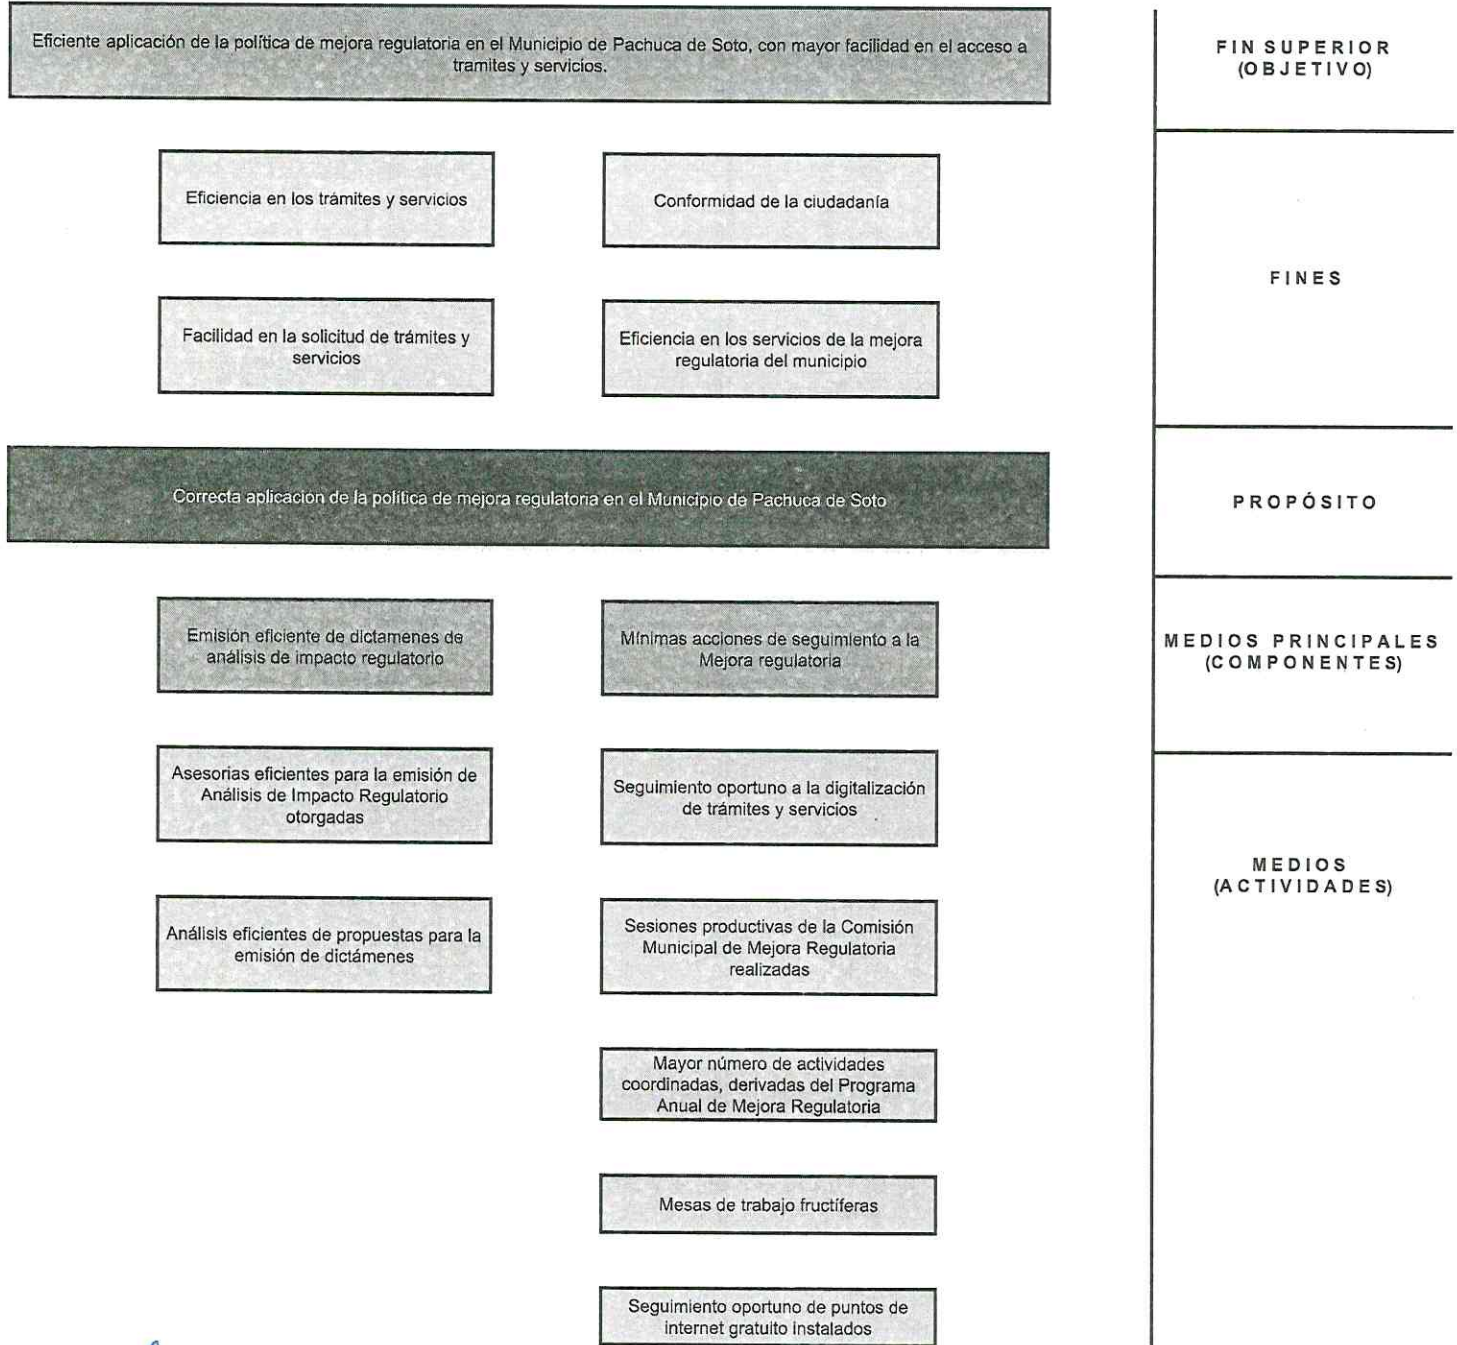 Eficiente aplicación de la política de mejora regulatoria en el Municipio de Pachuca de Soto, con mayor facilidad en el acceso a
tramites y servicios.
FIN SUPERIOR
(OBJETIVO)
Eficiencia en los trámites y servicios
Conformidad de la ciudadanía
FINES
Facilidad en la solicitud de trámites y
servicios
Eficiencia en los servicios de la mejora
regulatoria del municipio
Correcta aplicación de la política de mejora regulatoria en el Municipio de Pachuca de Soto
PROPÓSITO
Emisión eficiente de dictamenes de
análisis de impacto regulatorio
Mínimas acciones de seguimiento a la
Mejora regulatoria
MEDIOS PRINCIPALES
(COMPONENTES)
Asesorias eficientes para la emisión de
Análisis de Impacto Regulatorio
otorgadas
Seguimiento oportuno a la digitalización
de trámites y servicios
MEDIOS
(ACTIVIDADES)
Análisis eficientes de propuestas para la
emisión de dictámenes
Sesiones productivas de la Comisión
Municipal de Mejora Regulatoria
realizadas
Mayor número de actividades
coordinadas, derivadas del Programa
Anual de Mejora Regulatoria
Mesas de trabajo fructíferas
Seguimiento oportuno de puntos de
internet gratuito instalados